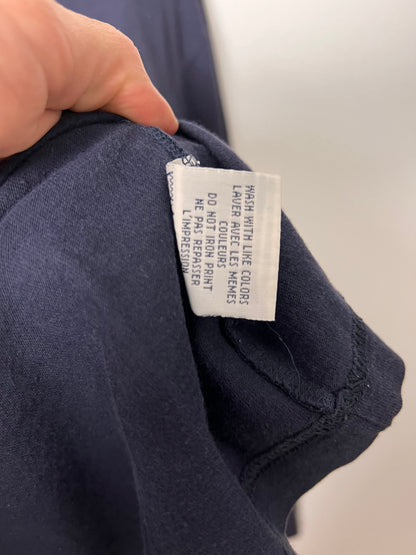 WASH WITH LIKE COLORS
LAVER AVEC LES MEMES
COULEURS
DO NOT IRON PRINT
NE PAS REPASSER
L'IMPRESSION